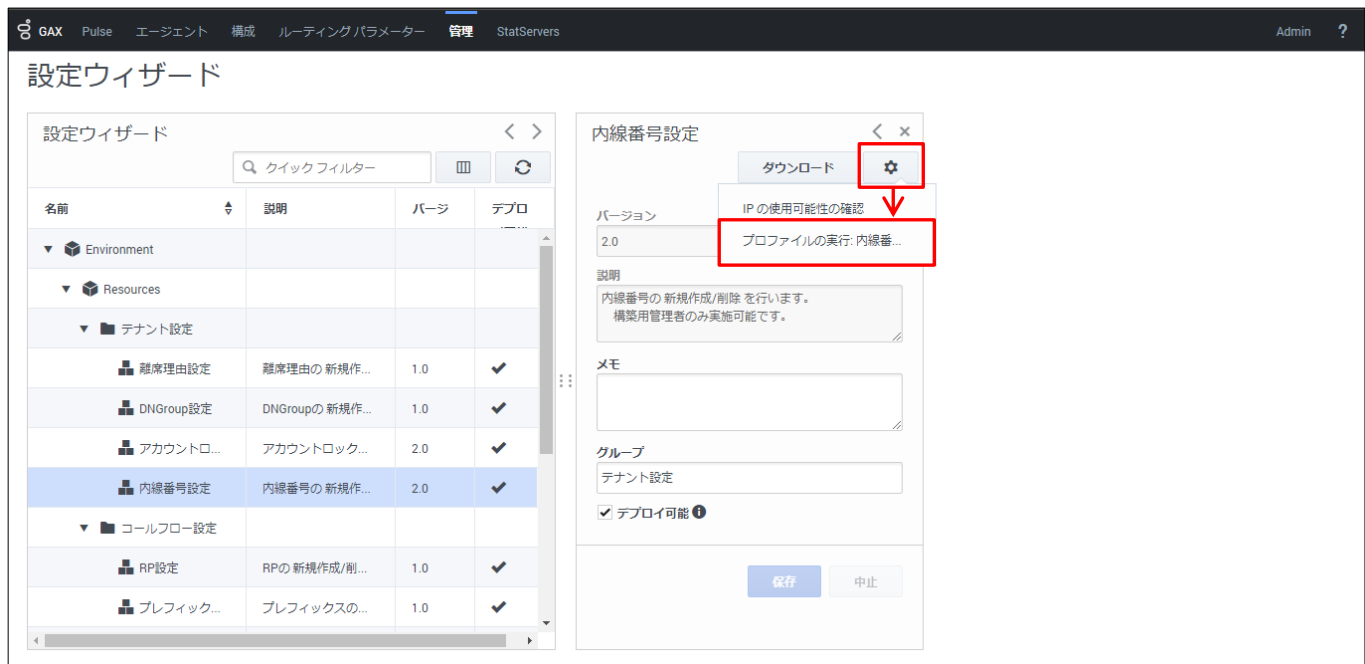 GAX Pulse エージェント 構成 ルーティング パラメーター 管理 StatServers Admin ?
設定ウィザード
設定ウィザード
クイック フィルター
名前 説明 バージ デプロ
Environment
Resources
テナント設定
離席理由設定 離席理由の 新規作... 1.0
DNGroup設定 DNGroupの 新規作... 1.0
アカウントロ... アカウントロック... 2.0
内線番号設定 内線番号の 新規作... 2.0
コールフロー設定
RP設定 RPの 新規作成/削... 1.0
プレフィック... プレフィックスの... 1.0
内線番号設定
ダウンロード
IP の使用可能性の確認
プロファイルの実行: 内線番...
バージョン
2.0
説明
内線番号の 新規作成/削除 を行います。
構築用管理者のみ実施可能です。
メモ
グループ
テナント設定
デプロイ可能
保存 中止